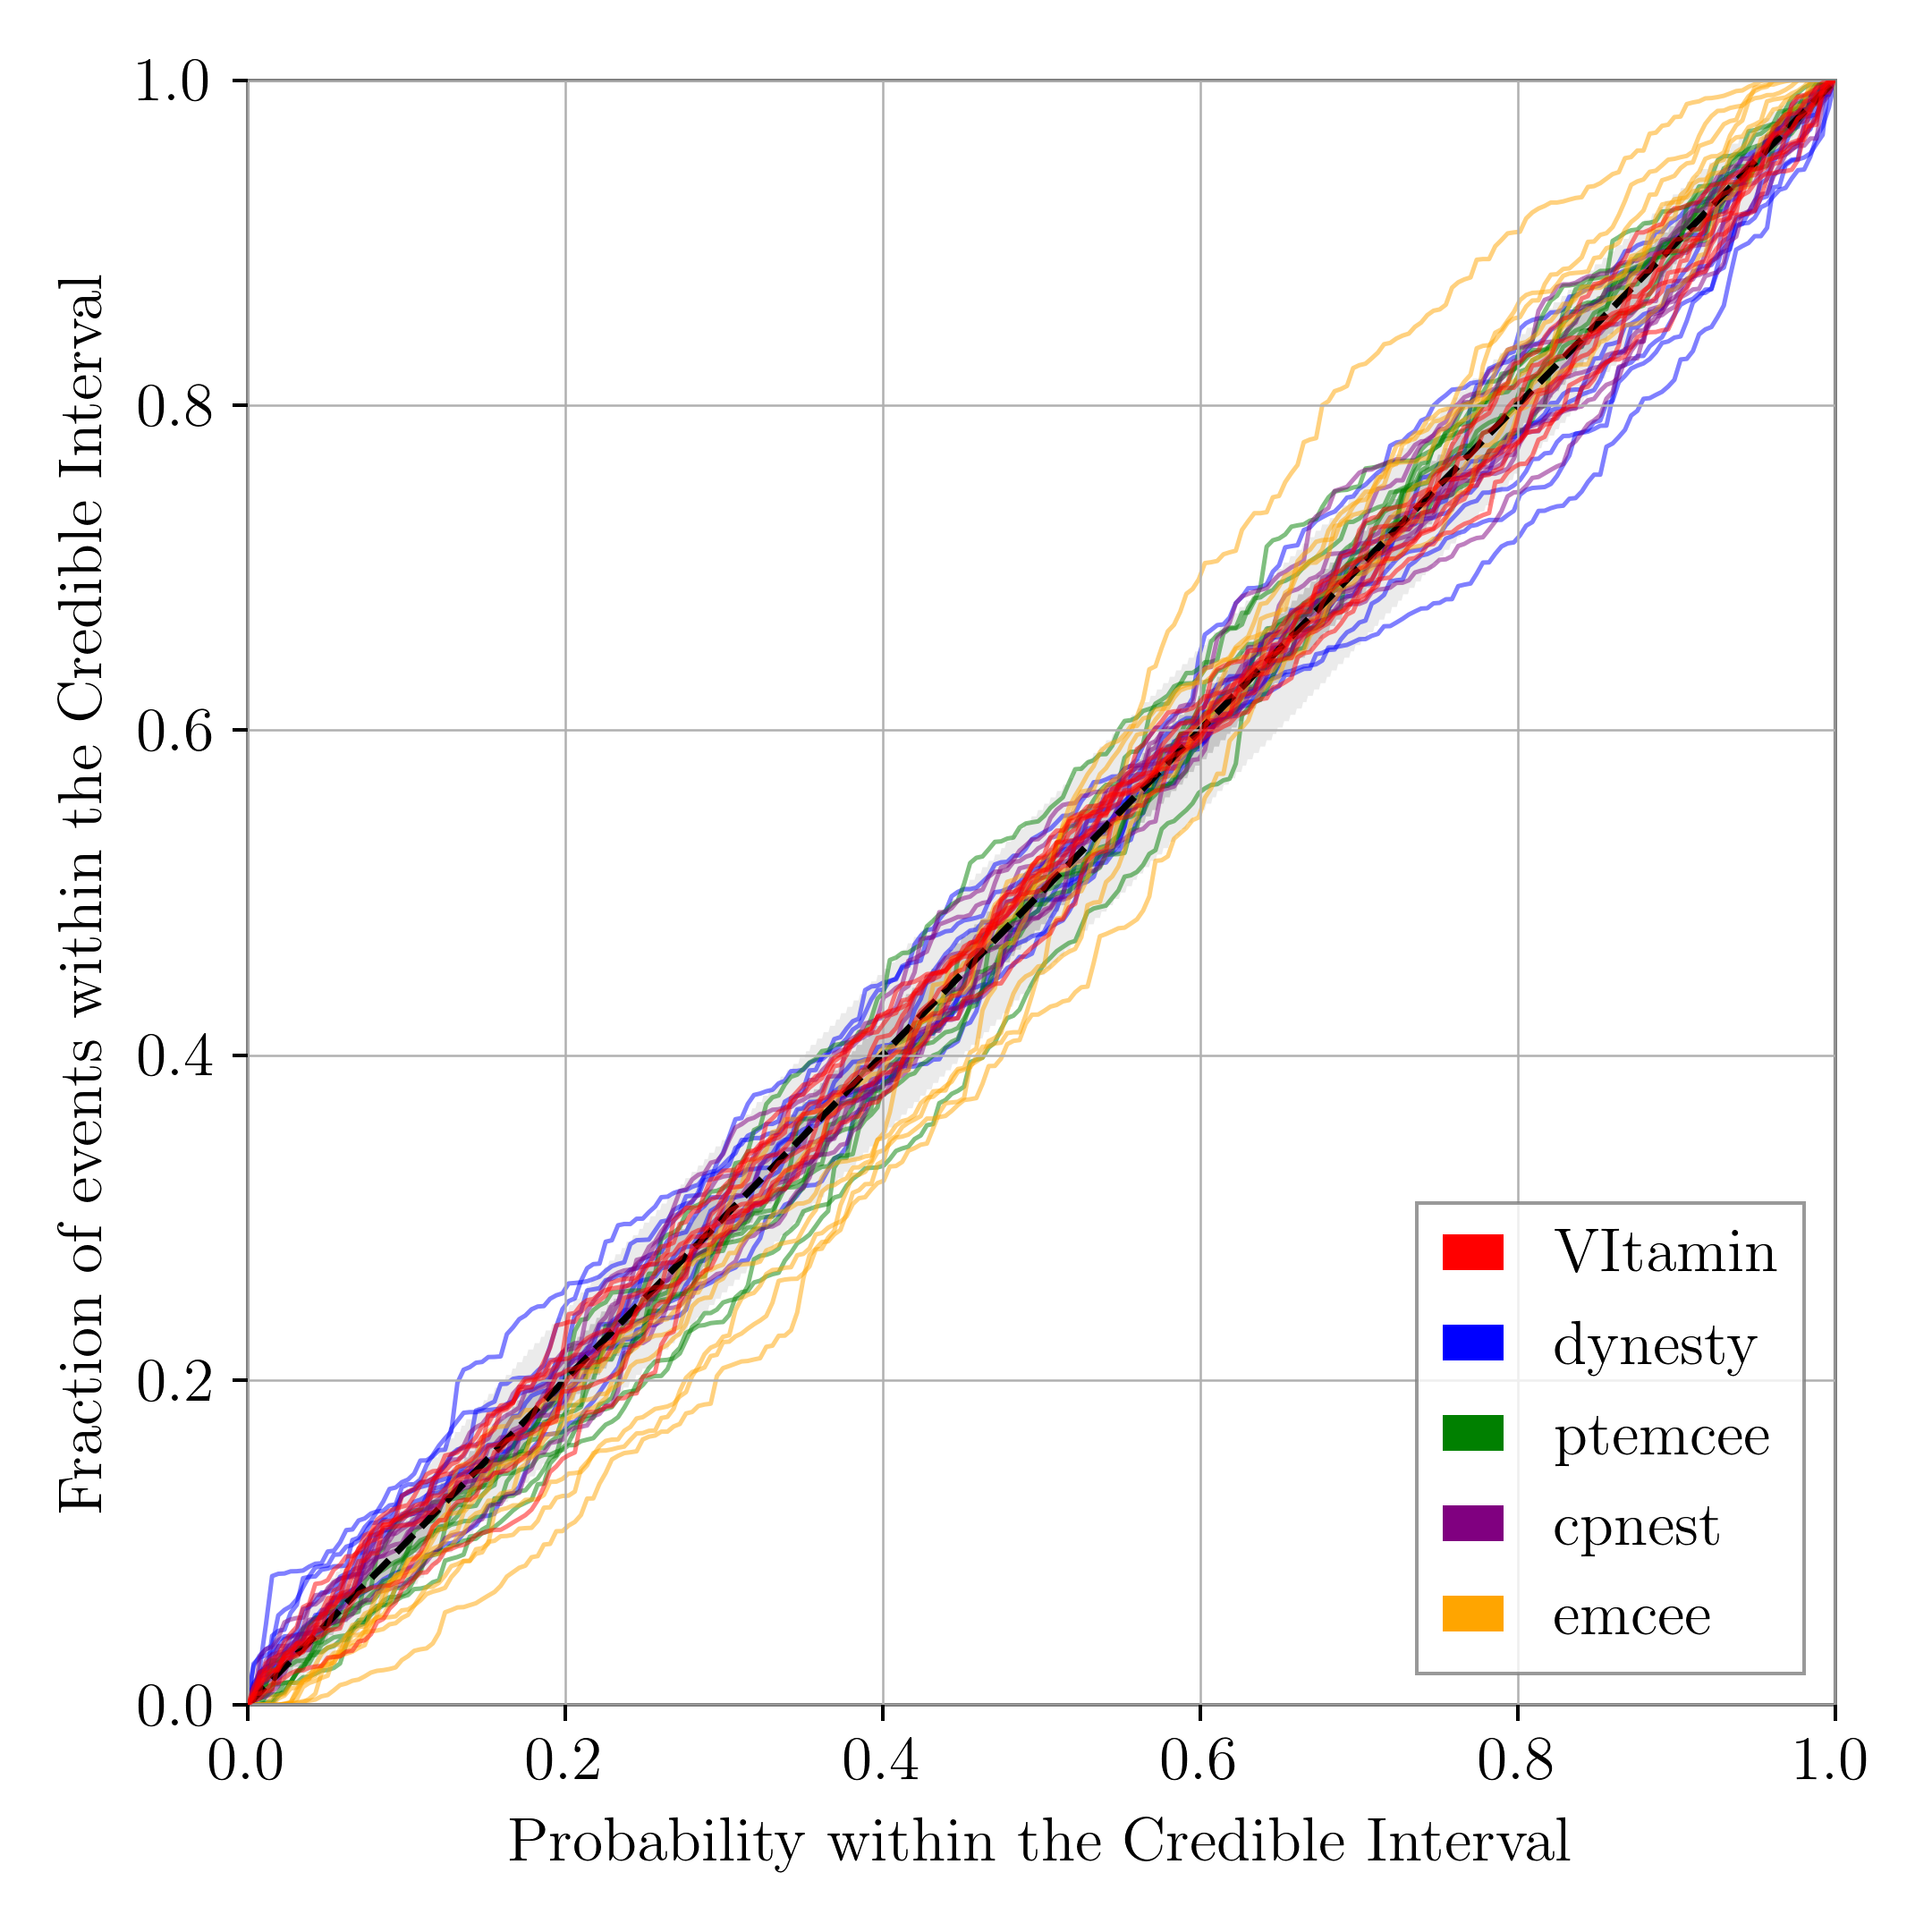 Fraction of events within the Credible Interval
1.0
0.8
0.6
0.4
0.2
0.0
0.0 0.2 0.4 0.6 0.8 1.0
Probability within the Credible Interval
VItamin
dynesty
ptemcee
cpnest
emcee